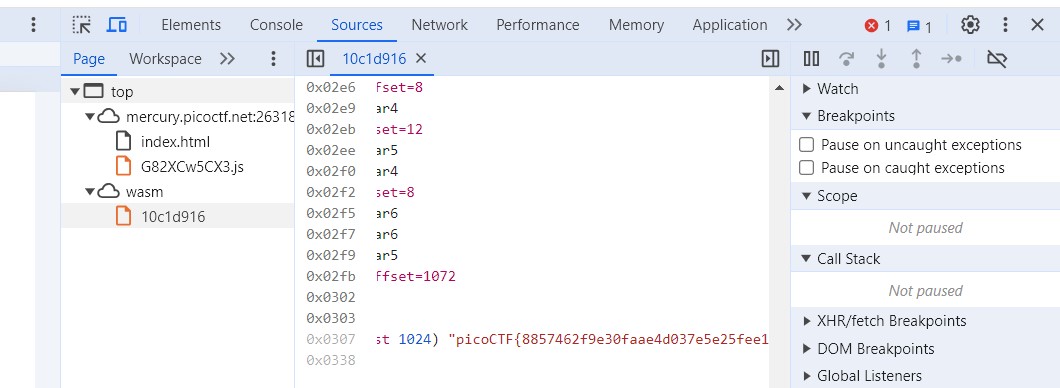 Elements Console Sources Network Performance Memory Application 1 1
Page Workspace
10c1d916
top
mercury.picoctf.net:26318
index.html
G82XCw5CX3.js
wasm
10c1d916
0x02e6 fset=8
0x02e9 ar4
0x02eb set=12
0x02ee ar5
0x02f0 ar4
0x02f2 set=8
0x02f5 ar6
0x02f7 ar6
0x02f9 ar5
0x02fb ffset=1072
0x0302
0x0303
0x0307 st 1024) "picoCTF{8857462f9e30faae4d037e5e25fee1
0x0338
Watch
Breakpoints
Pause on uncaught exceptions
Pause on caught exceptions
Scope
Not paused
Call Stack
Not paused
XHR/fetch Breakpoints
DOM Breakpoints
Global Listeners